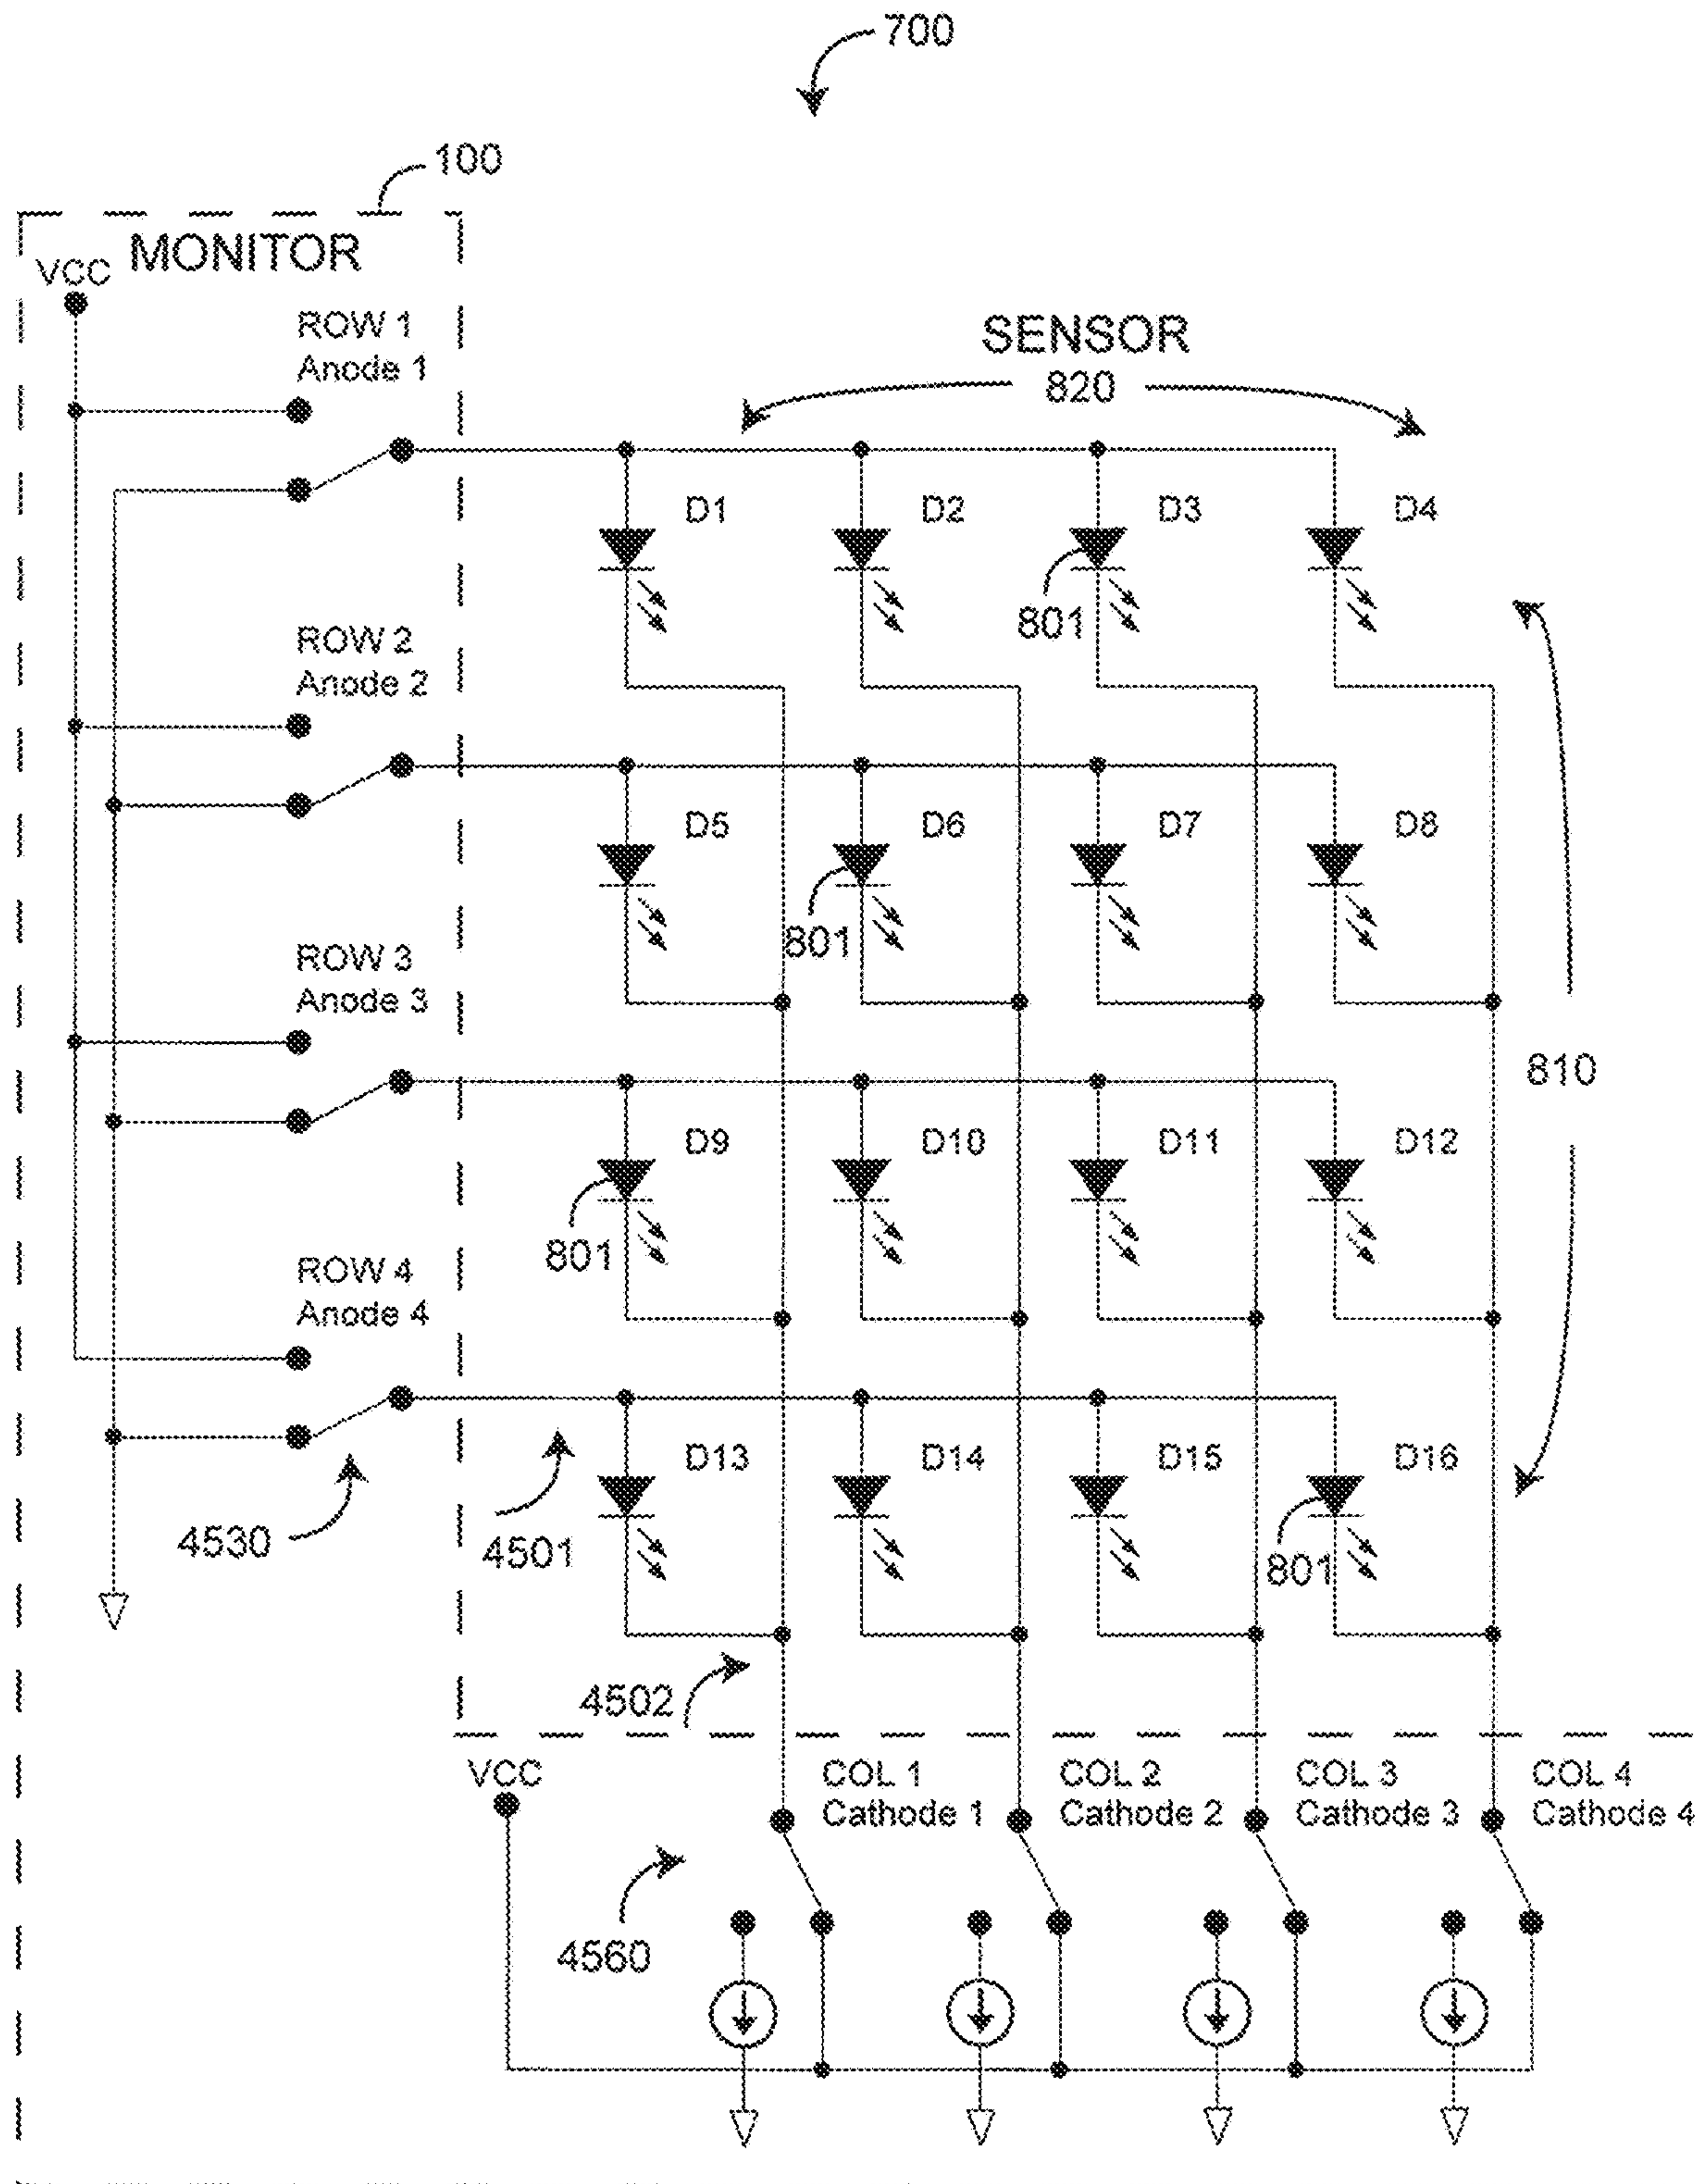 700
100
MONITOR
VCC
ROW 1
Anode 1
SENSOR
820
D1 D2 D3 D4
801
ROW 2
Anode 2
D5 D6 D7 D8
801
ROW 3
Anode 3
810
D9 D10 D11 D12
801
ROW 4
Anode 4
D13 D14 D15 D16
4530
4501
801
4502
VCC
COL 1
Cathode 1
COL 2
Cathode 2
COL 3
Cathode 3
COL 4
Cathode 4
4560